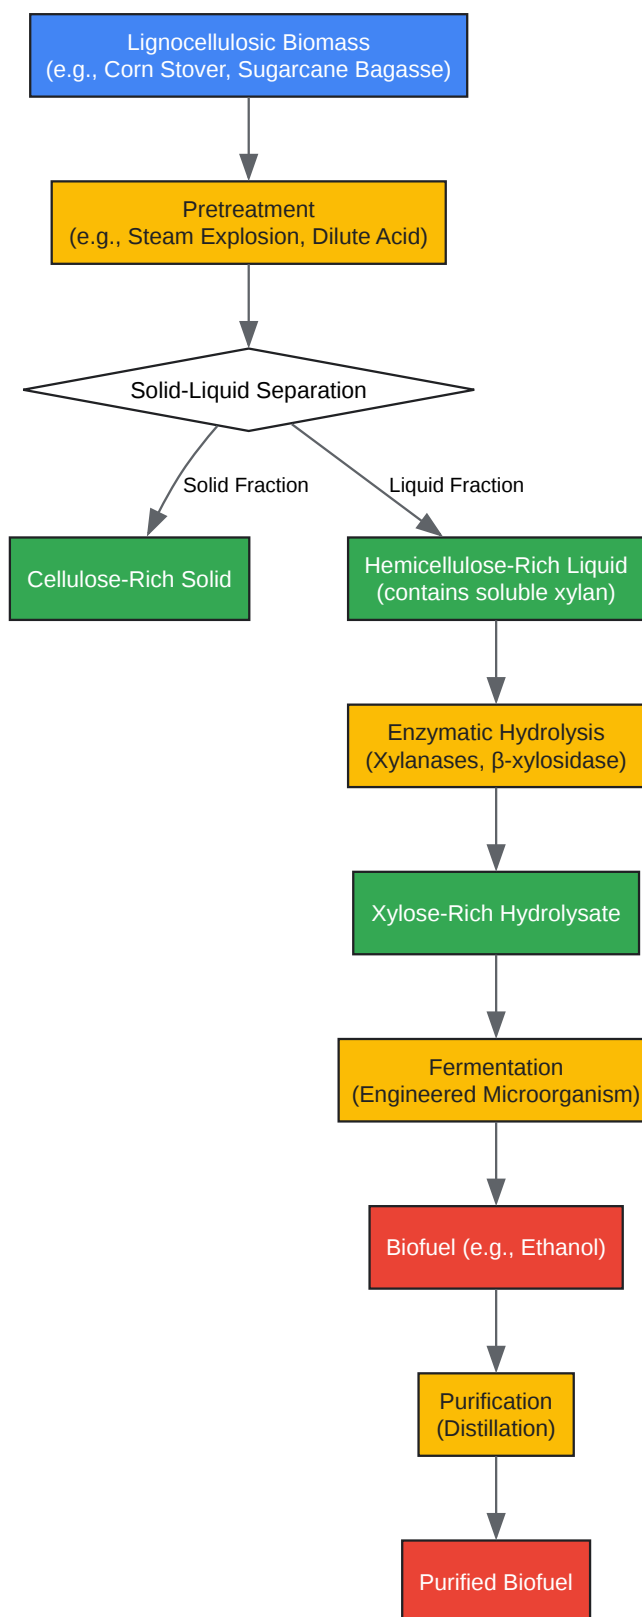 Lignocellulosic Biomass
(e.g., Corn Stover, Sugarcane Bagasse)
Pretreatment
(e.g., Steam Explosion, Dilute Acid)
Solid-Liquid Separation
Solid Fraction
Liquid Fraction
Cellulose-Rich Solid
Hemicellulose-Rich Liquid
(contains soluble xylan)
Enzymatic Hydrolysis
(Xylanases, β-xylosidase)
Xylose-Rich Hydrolysate
Fermentation
(Engineered Microorganism)
Biofuel (e.g., Ethanol)
Purification
(Distillation)
Purified Biofuel